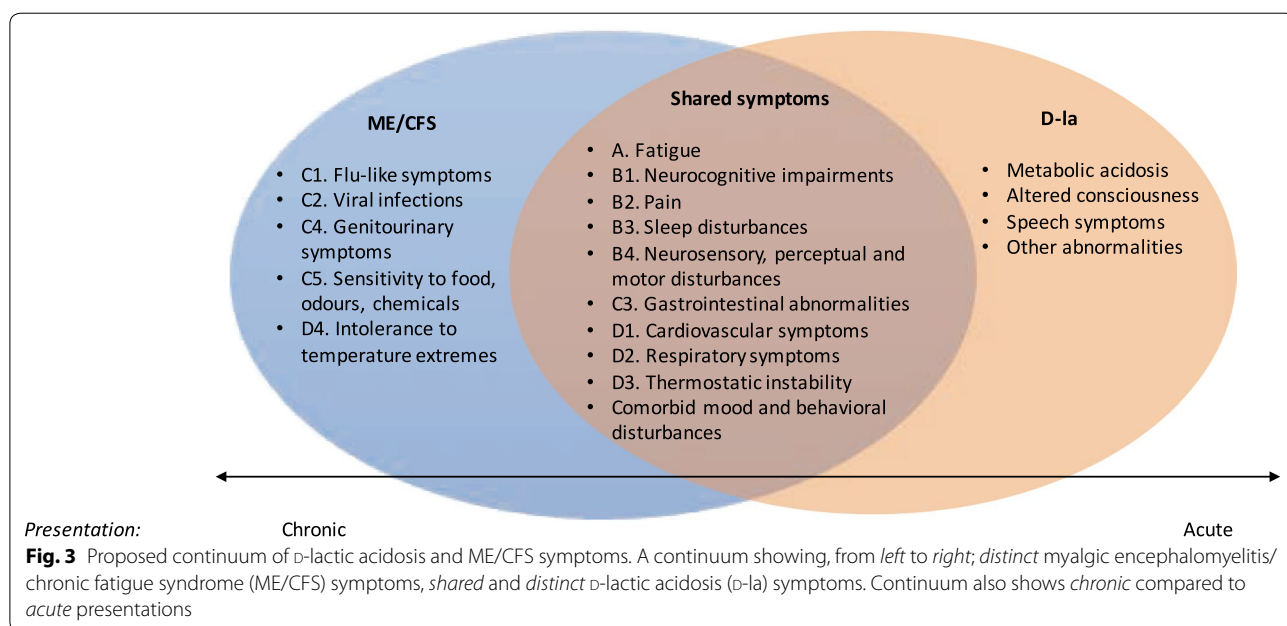 ME/CFS
• C1. Flu-like symptoms
• C2. Viral infections
• C4. Genitourinary
symptoms
• C5. Sensitivity to food,
odours, chemicals
• D4. Intolerance to
temperature extremes
Shared symptoms
• A. Fatigue
• B1. Neurocognitive impairments
• B2. Pain
• B3. Sleep disturbances
• B4. Neurosensory, perceptual and
motor disturbances
• C3. Gastrointestinal abnormalities
• D1. Cardiovascular symptoms
• D2. Respiratory symptoms
• D3. Thermostatic instability
• Comorbid mood and behavioral
disturbances
D-la
• Metabolic acidosis
• Altered consciousness
• Speech symptoms
• Other abnormalities
Presentation: Chronic Acute
Fig. 3 Proposed continuum of D-lactic acidosis and ME/CFS symptoms. A continuum showing, from left to right; distinct myalgic encephalomyelitis/
chronic fatigue syndrome (ME/CFS) symptoms, shared and distinct D-lactic acidosis (D-la) symptoms. Continuum also shows chronic compared to
acute presentations